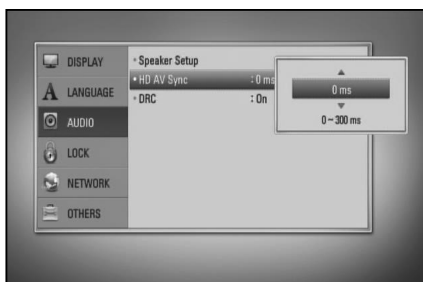 DISPLAY
LANGUAGE
AUDIO
LOCK
NETWORK
OTHERS
Speaker Setup
HD AV Sync : 0 ms
DRC : On
0 ms
0 ~ 300 ms